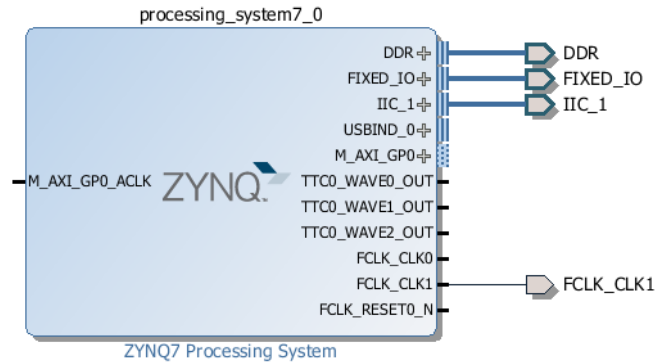 processing_system7_0
DDR
DDR
FIXED_IO
FIXED_IO
IIC_1
IIC_1
USBIND_0
M_AXI_GP0
M_AXI_GP0_ACLK
ZYNQ
TTC0_WAVE0_OUT
TTC0_WAVE1_OUT
TTC0_WAVE2_OUT
FCLK_CLK0
FCLK_CLK1
FCLK_CLK1
FCLK_RESET0_N
ZYNQ7 Processing System